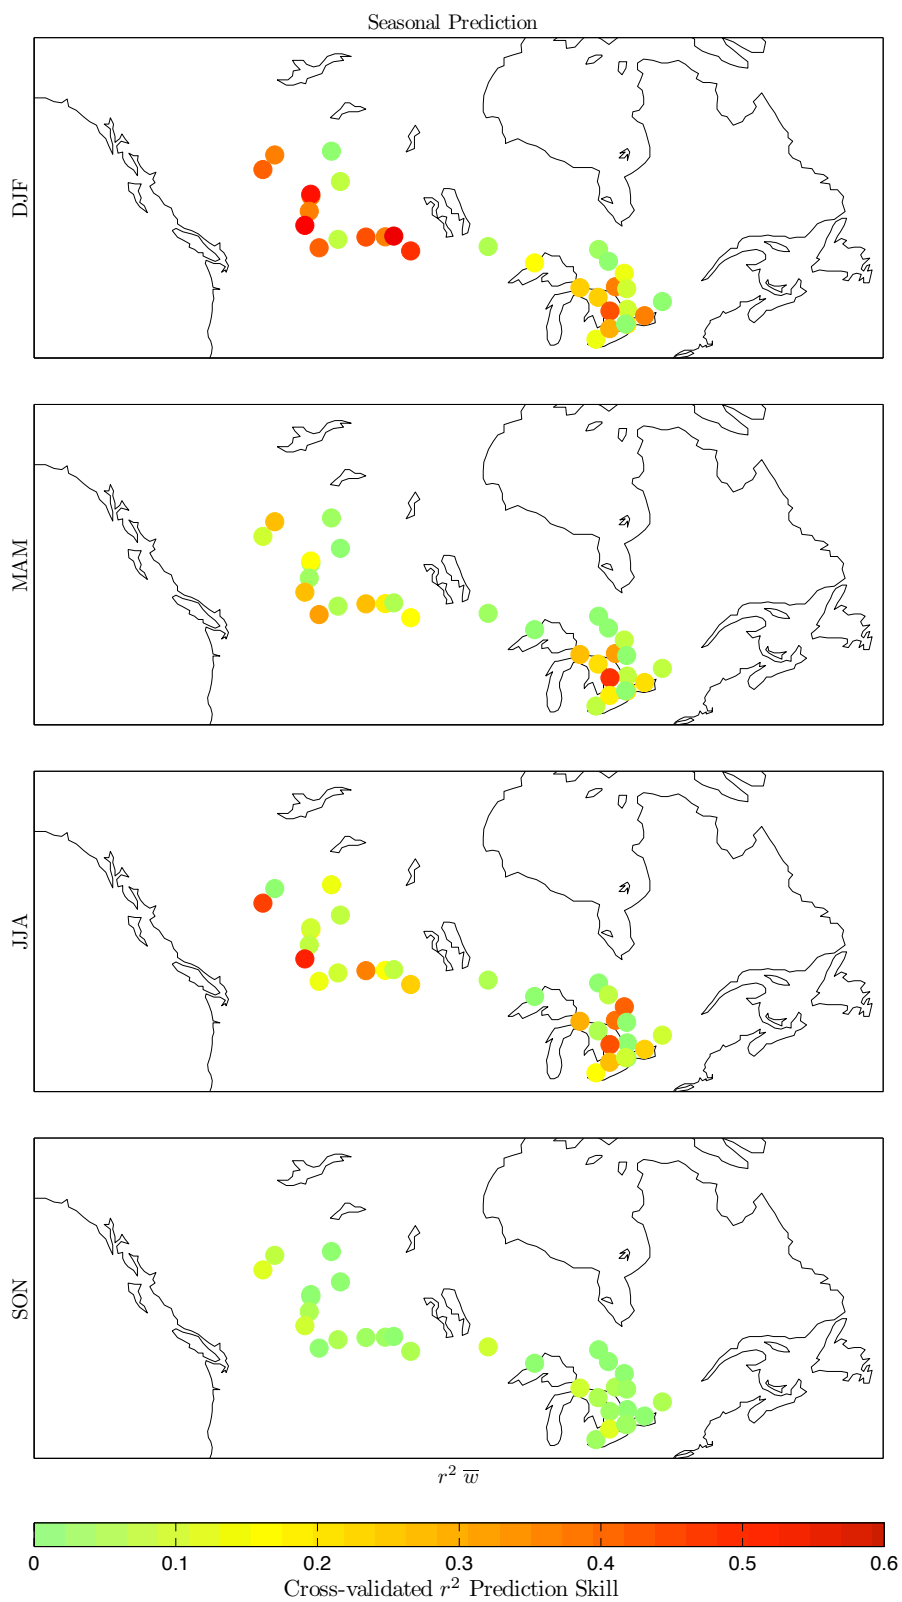 Seasonal Prediction
DJF
MAM
JJA
SON
r² w̅
0 0.1 0.2 0.3 0.4 0.5 0.6
Cross-validated r² Prediction Skill